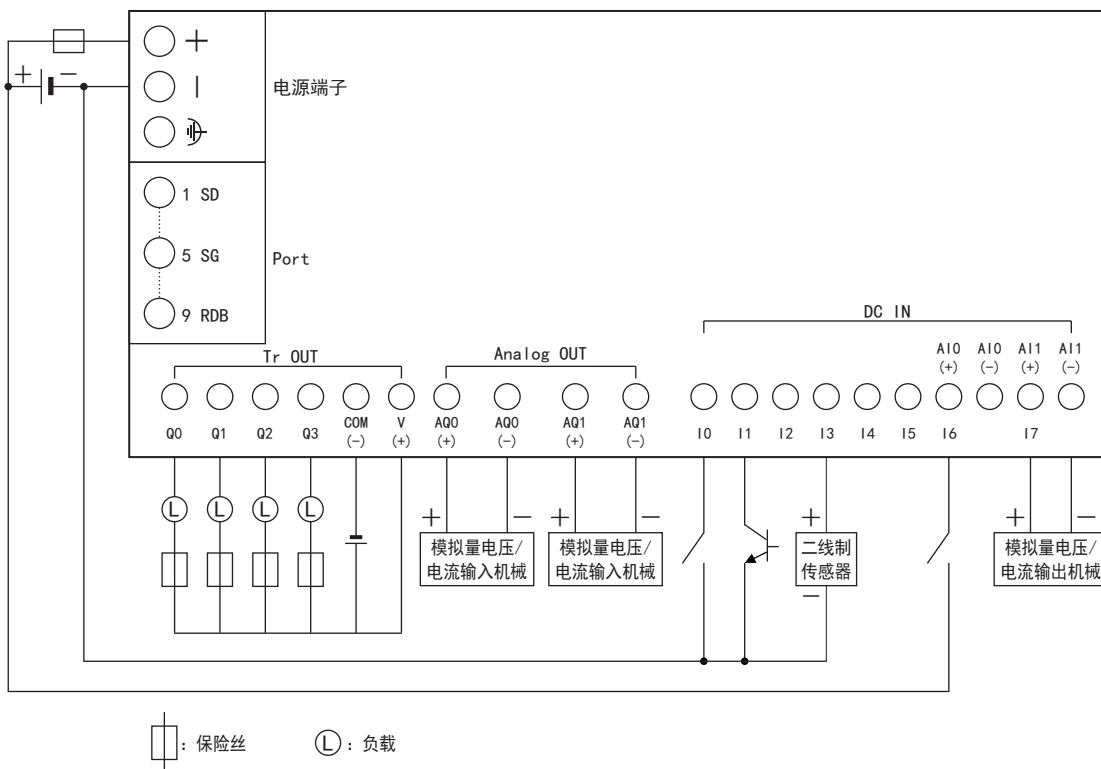 +
+ −
|
电源端子
1 SD
5 SG
Port
9 RDB
DC IN
Tr OUT
Analog OUT
AI0 AI0 AI1 AI1
(+) (−) (+) (−)
Q0 Q1 Q2 Q3 COM V AQ0 AQ0 AQ1 AQ1 I0 I1 I2 I3 I4 I5 I6 I7
(−) (+) (+) (−) (+) (−)
L L L L
+ − + − + + −
模拟量电压/
电流输入机械
模拟量电压/
电流输入机械
二线制
传感器
−
模拟量电压/
电流输出机械
: 保险丝
L : 负载